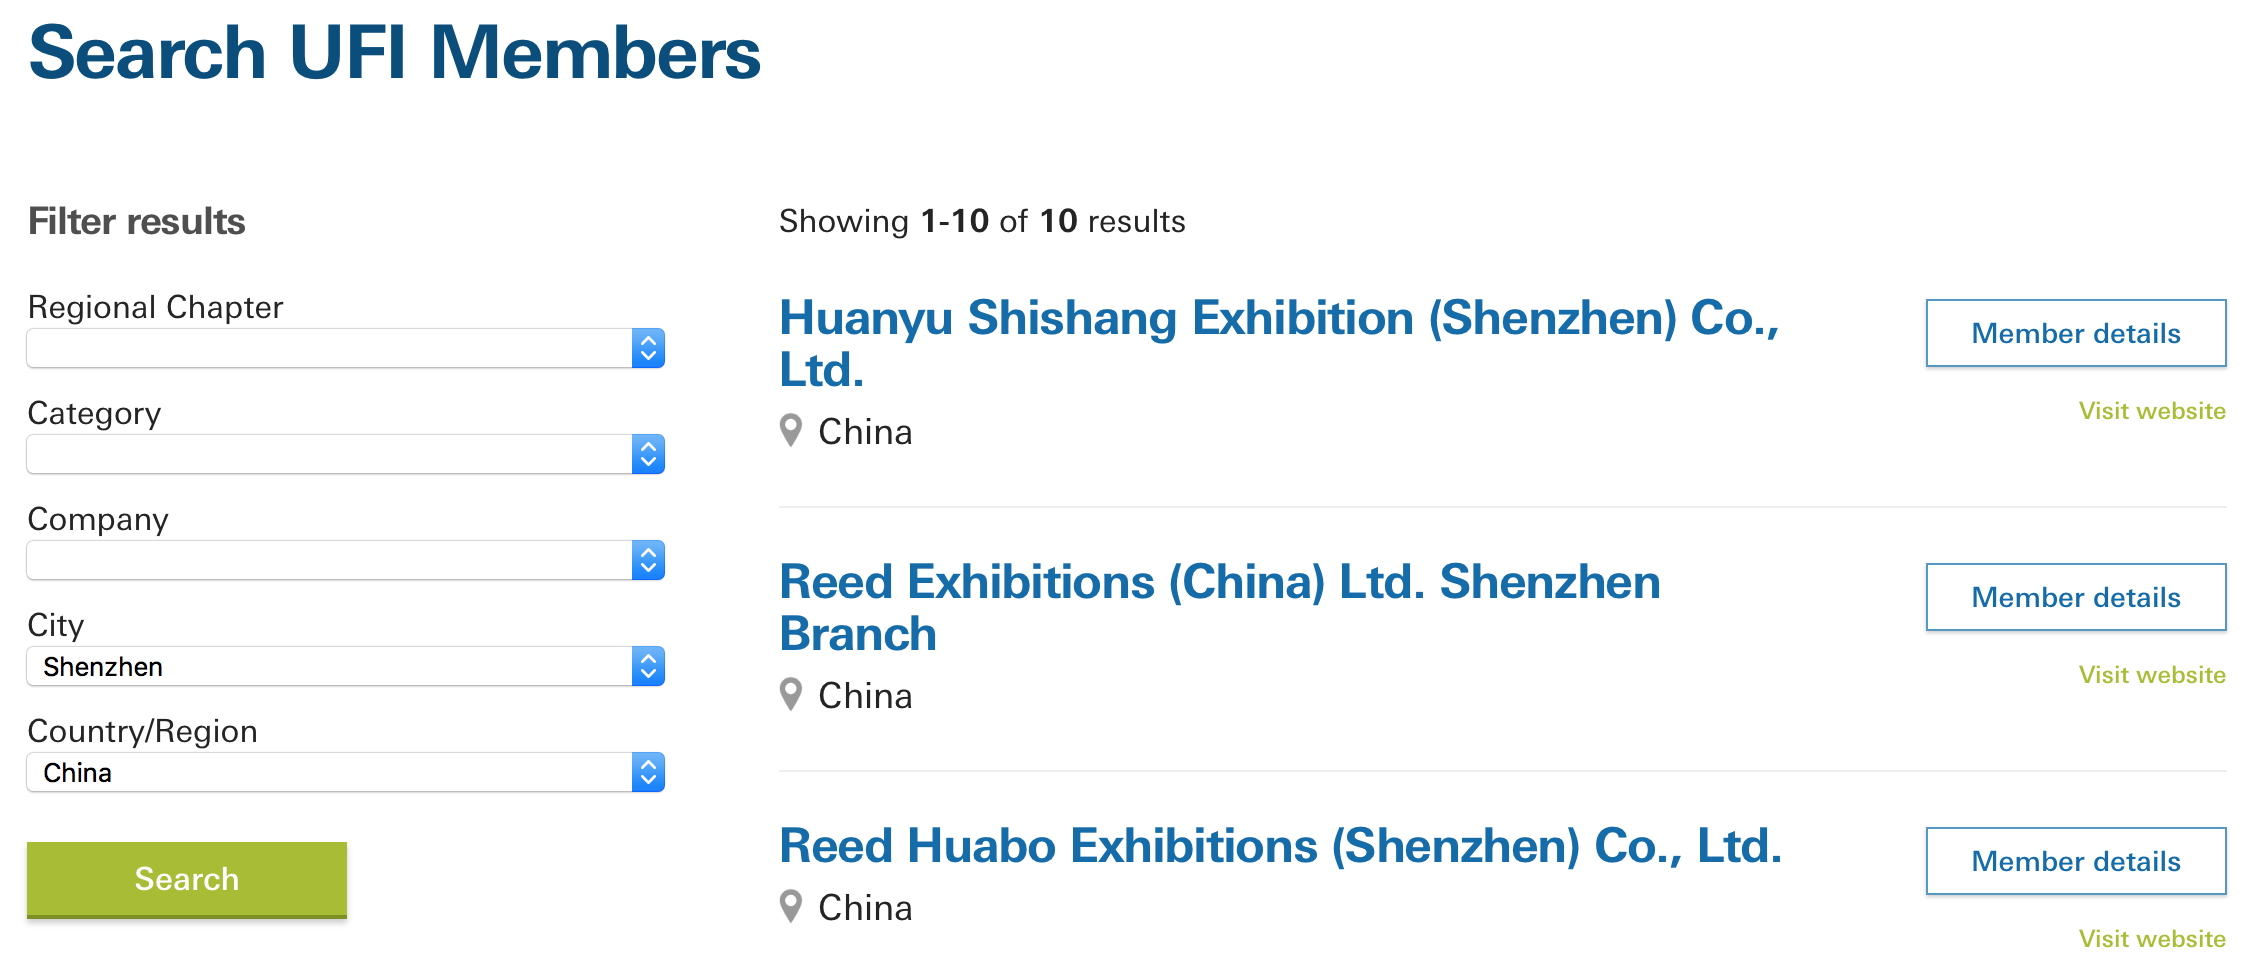 Search UFI Members
Filter results
Regional Chapter
Category
Company
City
Shenzhen
Country/Region
China
Search
Showing 1-10 of 10 results
Huanyu Shishang Exhibition (Shenzhen) Co.,
Ltd.
China
Member details
Visit website
Reed Exhibitions (China) Ltd. Shenzhen
Branch
China
Member details
Visit website
Reed Huabo Exhibitions (Shenzhen) Co., Ltd.
China
Member details
Visit website